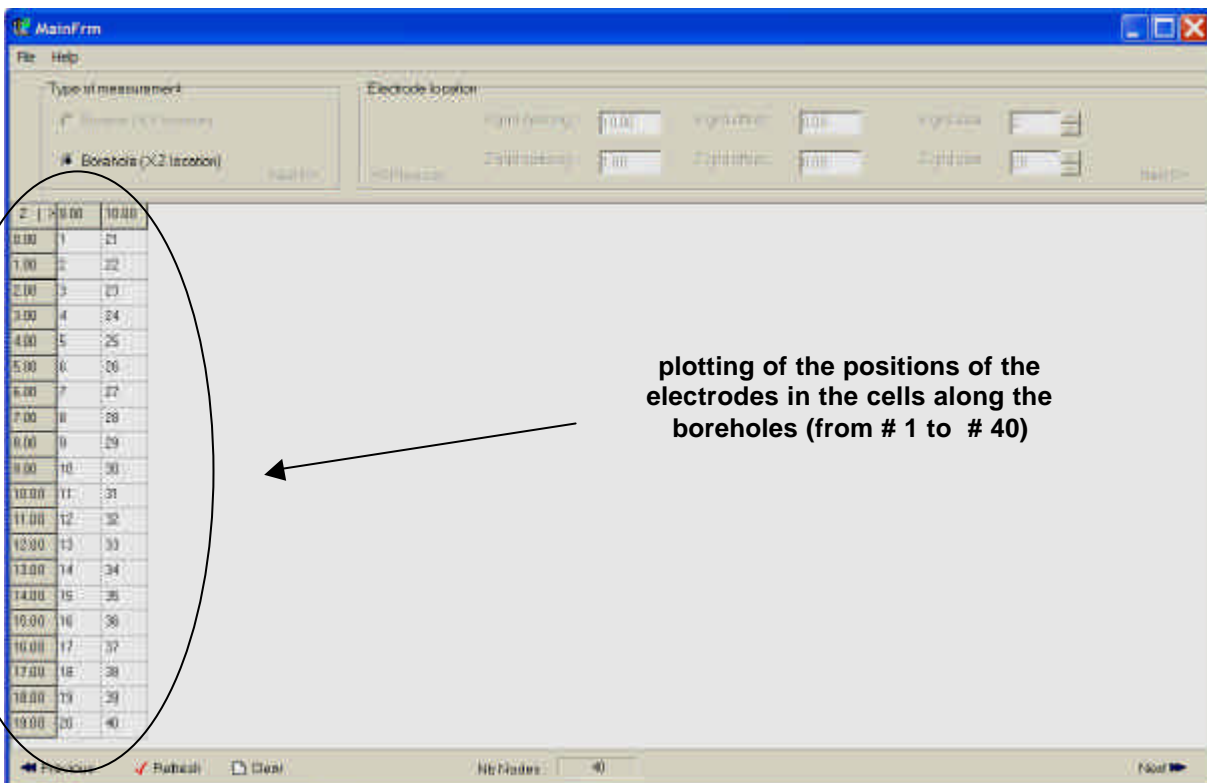 MainFrm
File Help
Type of measurement
Electrode location
Borehole (X,Z location)
10.00
Z 0.00 10.00
0.00 1 21
1.00 2 22
2.00 3 23
3.00 4 24
4.00 5 25
5.00 6 26
6.00 7 27
7.00 8 28
8.00 9 29
9.00 10 30
10.00 11 31
11.00 12 32
12.00 13 33
13.00 14 34
14.00 15 35
15.00 16 36
16.00 17 37
17.00 18 38
18.00 19 39
19.00 20 40
plotting of the positions of the
electrodes in the cells along the
boreholes (from # 1 to # 40)
Previous Refresh Clear Nb Nodes : 40 Next